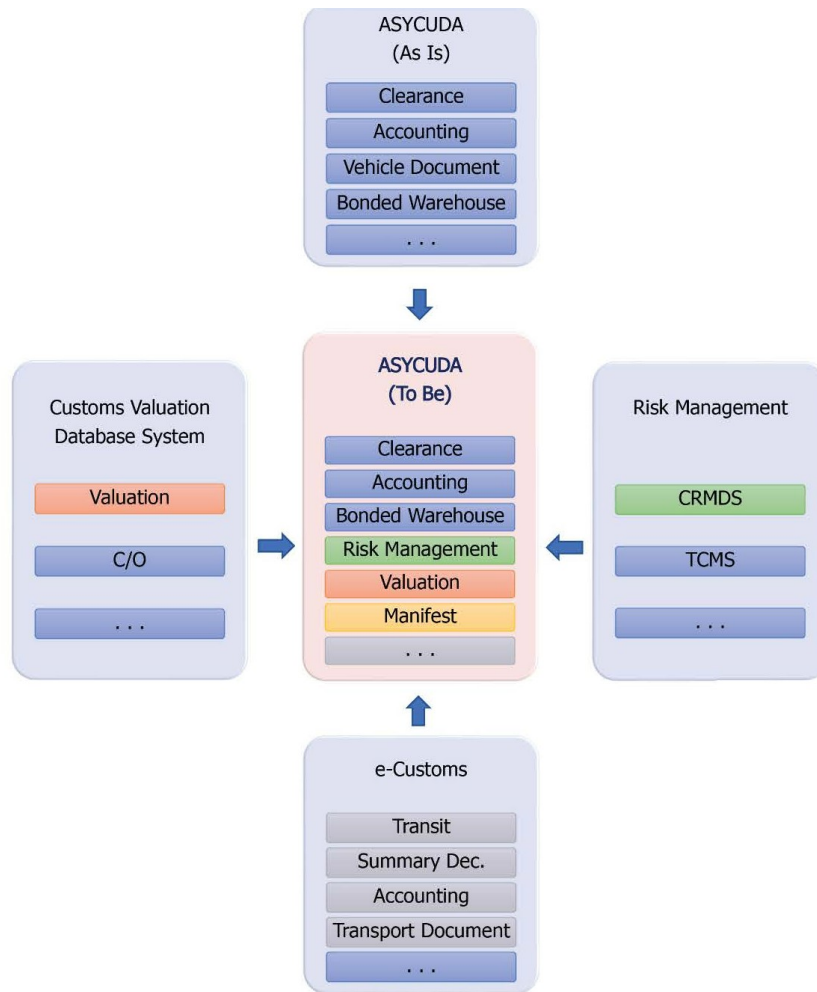 ASYCUDA
(As Is)
Clearance
Accounting
Vehicle Document
Bonded Warehouse
. . .
Customs Valuation
Database System
Valuation
C/O
. . .
ASYCUDA
(To Be)
Clearance
Accounting
Bonded Warehouse
Risk Management
Valuation
Manifest
. . .
Risk Management
CRMDS
TCMS
. . .
e-Customs
Transit
Summary Dec.
Accounting
Transport Document
. . .